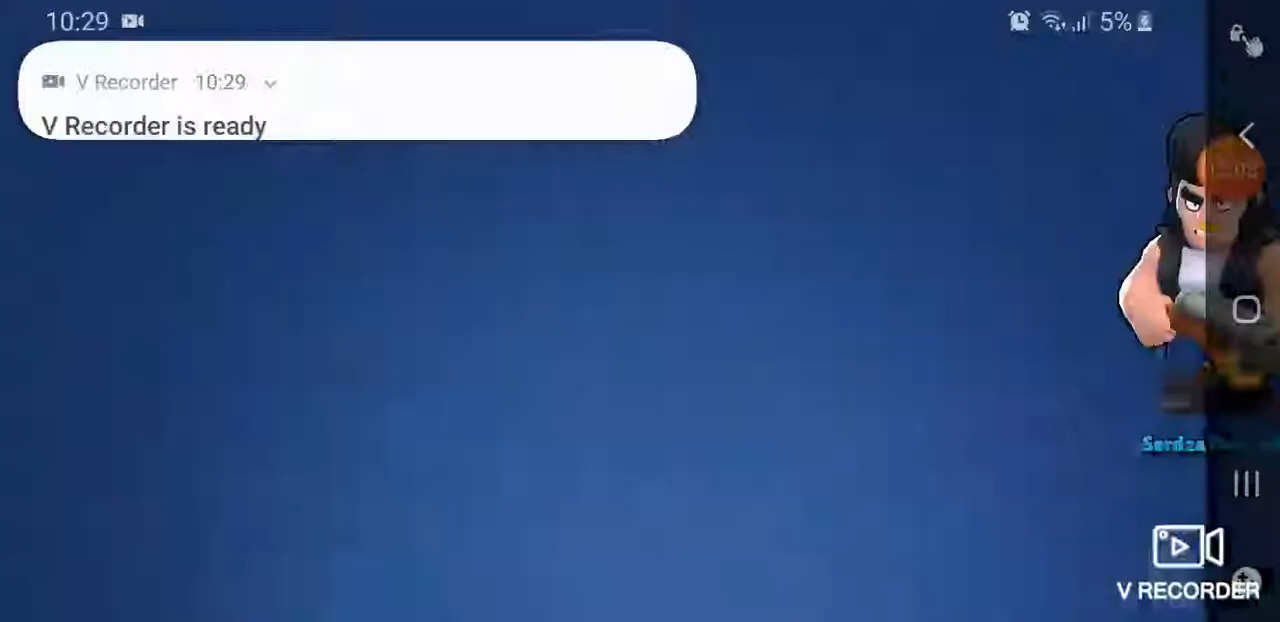 10:29
5%
V Recorder 10:29
V Recorder is ready
V RECORDER